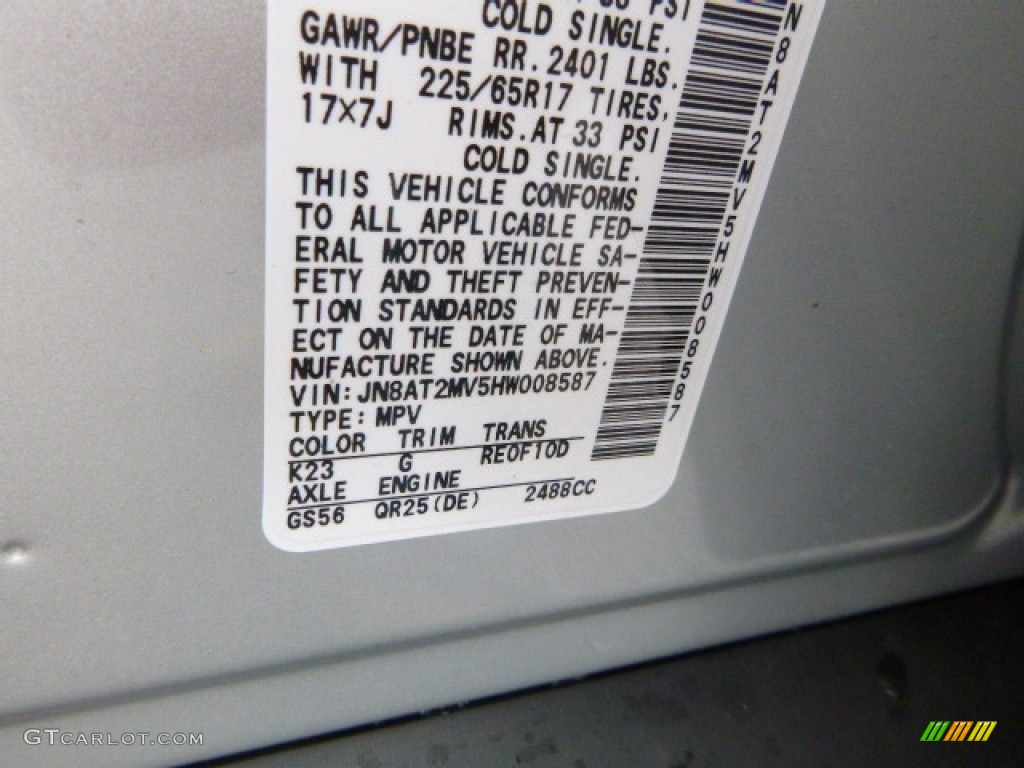 COLD SINGLE.
GAWR/PNBE RR. 2401 LBS.
WITH 225/65R17 TIRES,
17X7J RIMS. AT 33 PSI
COLD SINGLE.
THIS VEHICLE CONFORMS
TO ALL APPLICABLE FED-
ERAL MOTOR VEHICLE SA-
FETY AND THEFT PREVEN-
TION STANDARDS IN EFF-
ECT ON THE DATE OF MA-
NUFACTURE SHOWN ABOVE.
VIN: JN8AT2MV5HW008587
TYPE: MPV
COLOR TRIM TRANS
K23 G RE0F10D
AXLE ENGINE
GS56 QR25(DE) 2488CC
N8AT2MV5HW008587
GTCARLOT.COM